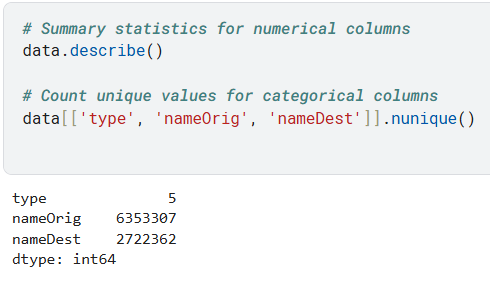 # Summary statistics for numerical columns
data.describe()
# Count unique values for categorical columns
data[['type', 'nameOrig', 'nameDest']].nunique()
type 5
nameOrig 6353307
nameDest 2722362
dtype: int64